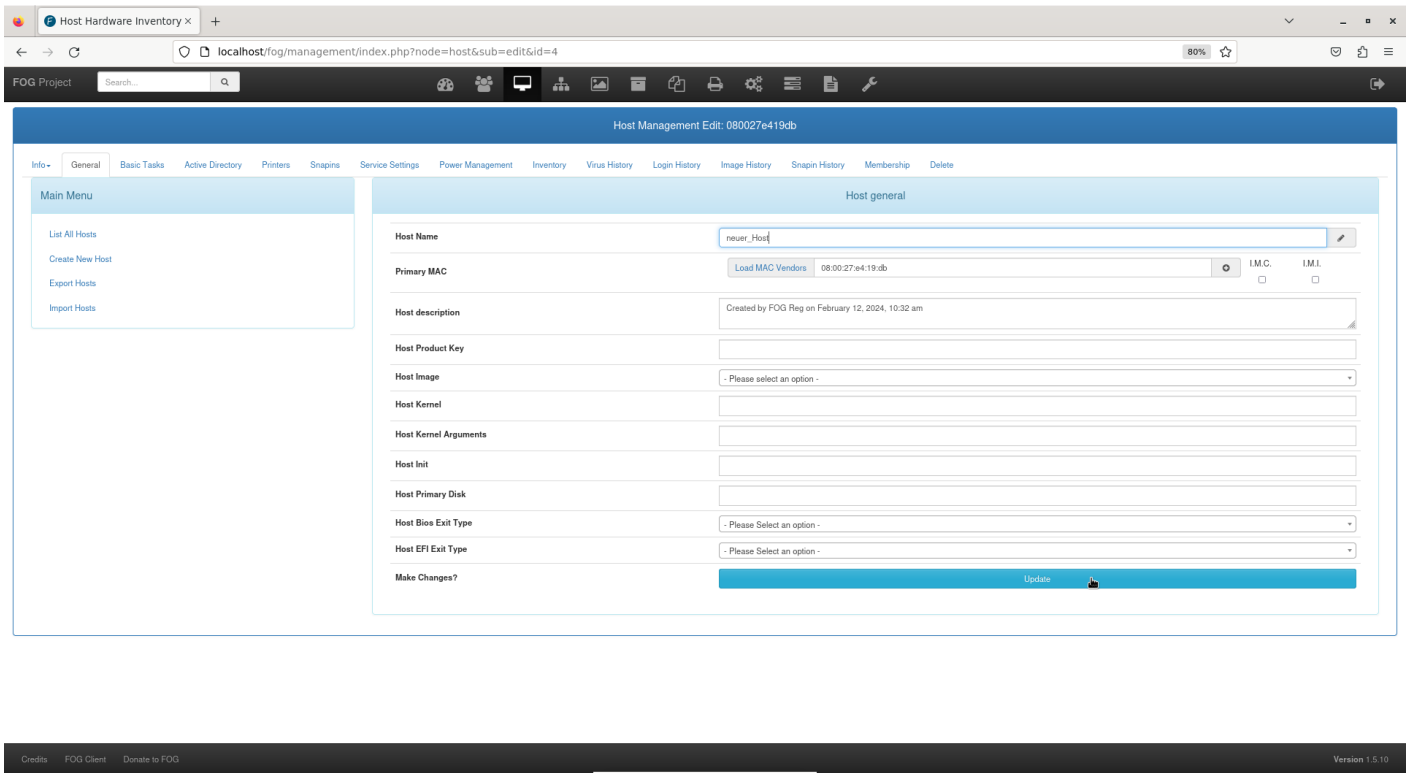 Host Hardware Inventory
localhost/fog/management/index.php?node=host&sub=edit&id=4
80%
FOG Project
Search...
Host Management Edit: 080027e419db
Info General Basic Tasks Active Directory Printers Snapins Service Settings Power Management Inventory Virus History Login History Image History Snapin History Membership Delete
Main Menu
List All Hosts
Create New Host
Export Hosts
Import Hosts
Host general
Host Name neuer_Host
Primary MAC Load MAC Vendors 08:00:27:e4:19:db I.M.C. I.M.I.
Host description Created by FOG Reg on February 12, 2024, 10:32 am
Host Product Key
Host Image - Please select an option -
Host Kernel
Host Kernel Arguments
Host Init
Host Primary Disk
Host Bios Exit Type - Please Select an option -
Host EFI Exit Type - Please Select an option -
Make Changes? Update
Credits FOG Client Donate to FOG Version 1.5.10